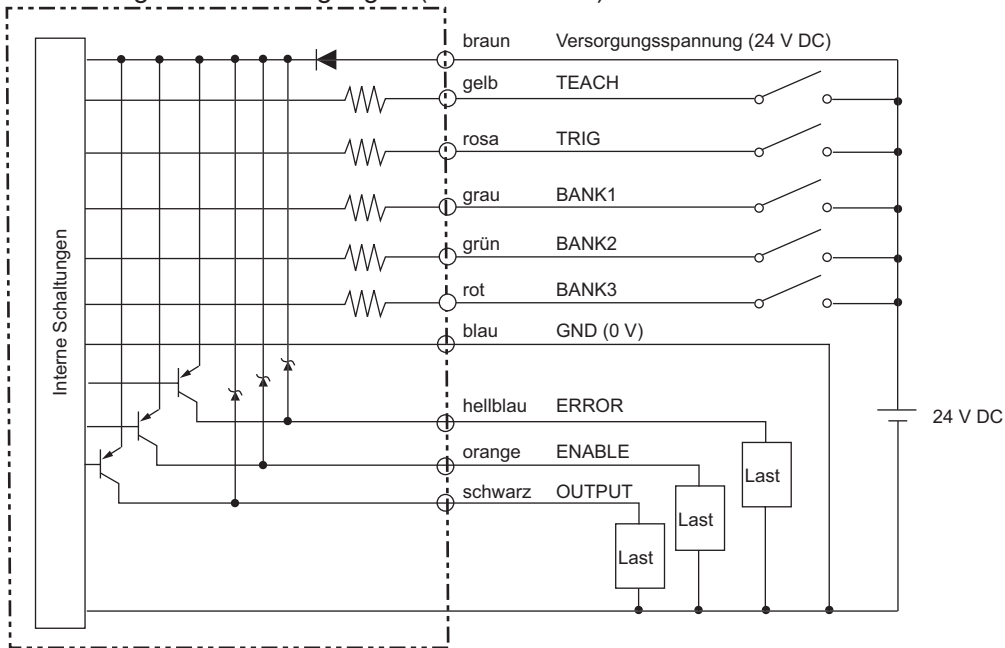 braun Versorgungsspannung (24 V DC)
gelb TEACH
rosa TRIG
grau BANK1
grün BANK2
rot BANK3
blau GND (0 V)
Interne Schaltungen
hellblau ERROR
24 V DC
orange ENABLE
Last
schwarz OUTPUT
Last
Last